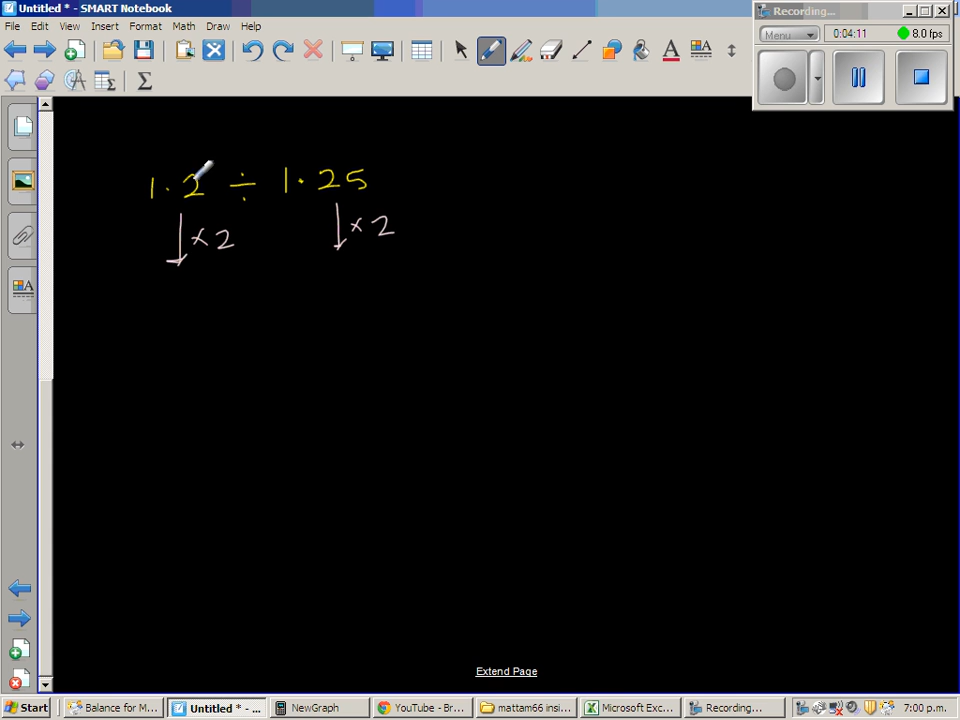 Untitled * - SMART Notebook
Recording...
File Edit View Insert Format Math Draw Help
Menu 0:04:11 8.0 fps
1.2 ÷ 1.25
×2 ×2
Extend Page
Start Balance for M... Untitled * - ... NewGraph YouTube - Br... mattam66 insi... Microsoft Exc... Recording... 7:00 p.m.